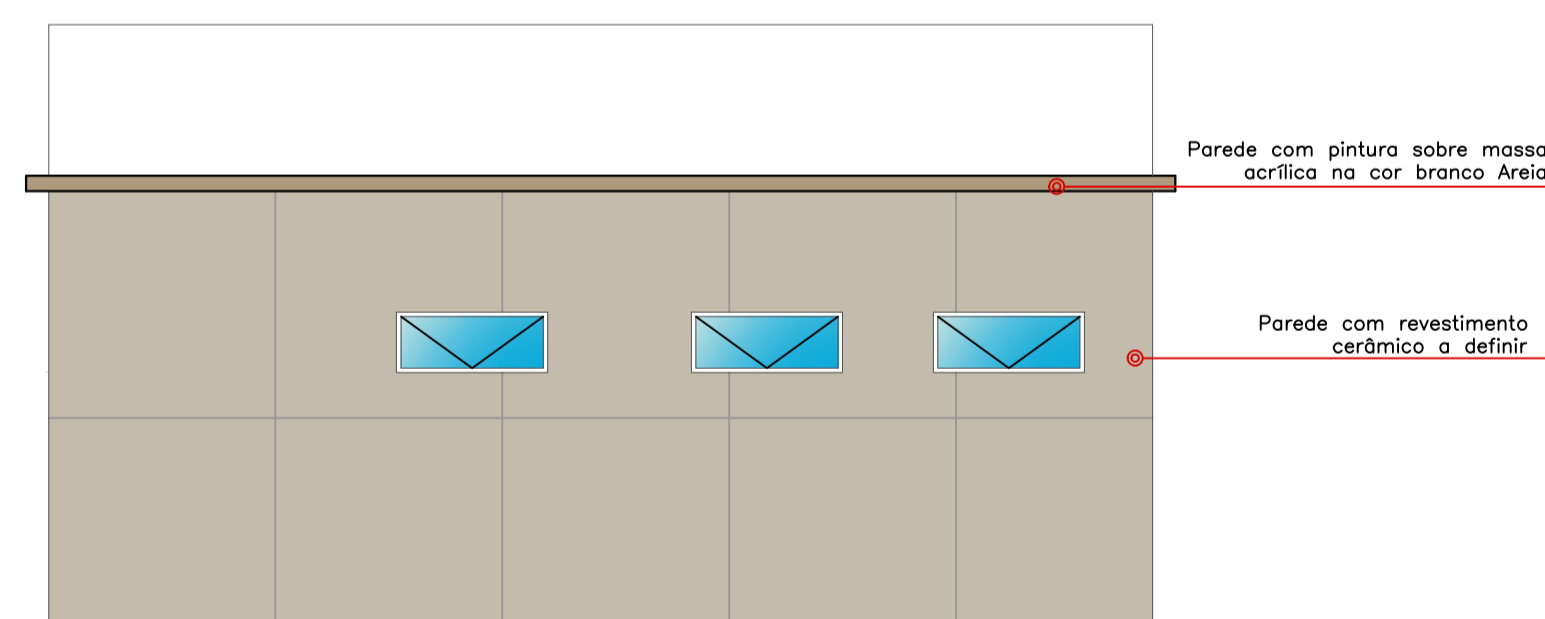 Parede com pintura sobre massa
acrílica na cor branco Areia
Parede com revestimento
cerâmico a definir